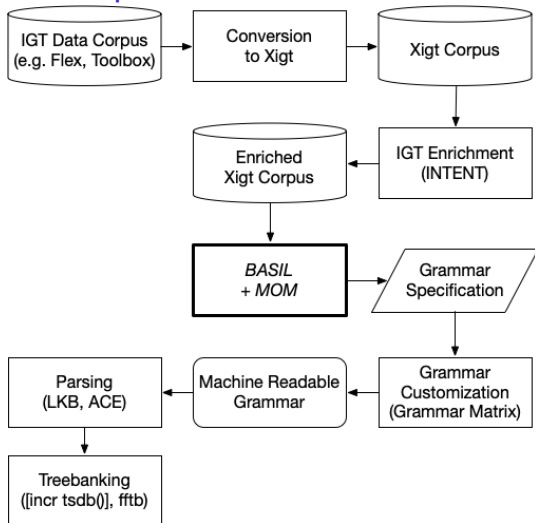 IGT Data Corpus
(e.g. Flex, Toolbox)
Conversion
to Xigt
Xigt Corpus
Enriched
Xigt Corpus
IGT Enrichment
(INTENT)
BASIL
+ MOM
Grammar
Specification
Parsing
(LKB, ACE)
Machine Readable
Grammar
Grammar
Customization
(Grammar Matrix)
Treebanking
([incr tsdb()], fftb)